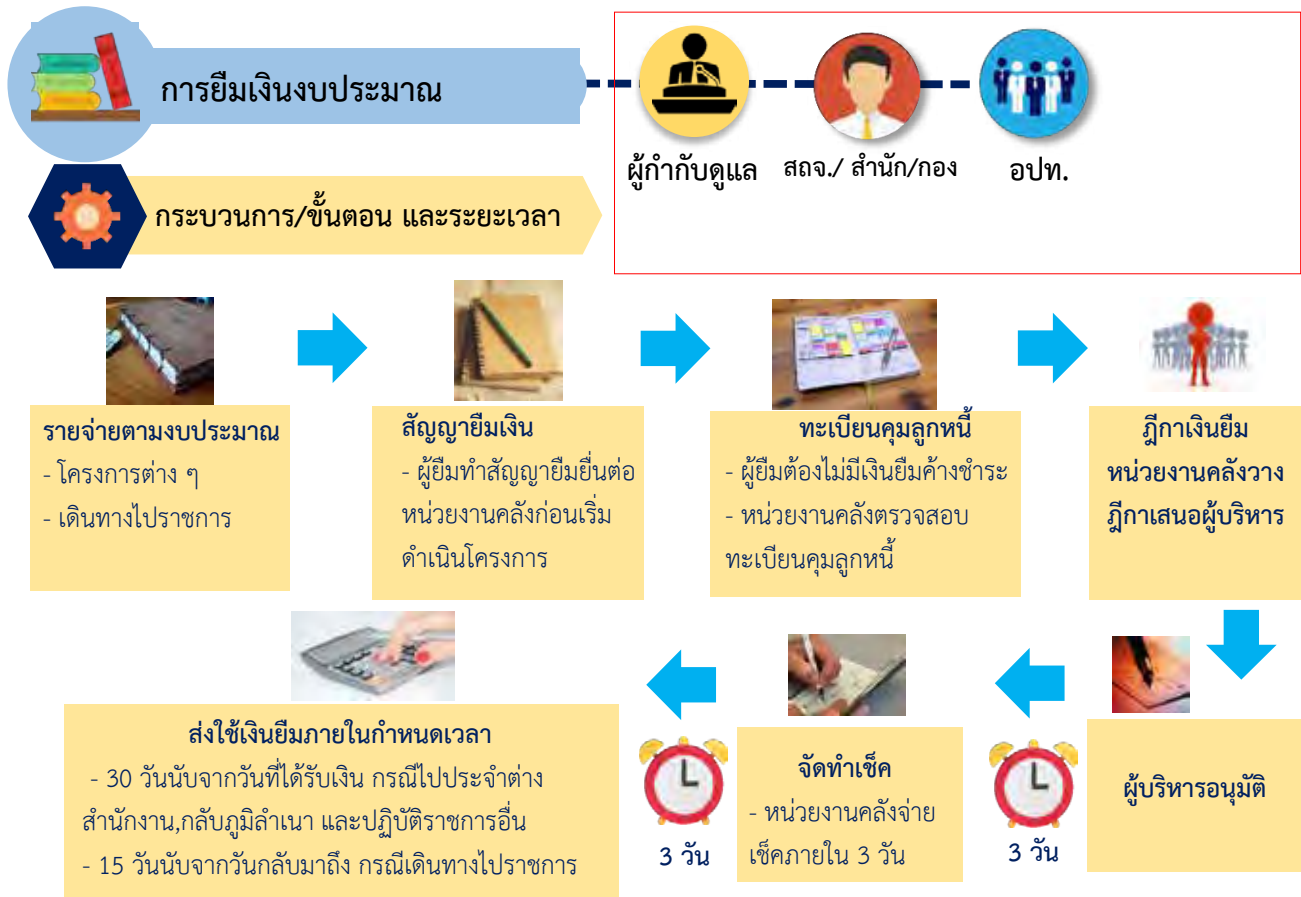 การยืมเงินงบประมาณ
ผู้กำกับดูแล
สถจ./ สำนัก/กอง
อปท.
กระบวนการ/ขั้นตอน และระยะเวลา
รายจ่ายตามงบประมาณ
- โครงการต่าง ๆ
- เดินทางไปราชการ
สัญญายืมเงิน
- ผู้ยืมทำสัญญายืมยื่นต่อ
หน่วยงานคลังก่อนเริ่ม
ดำเนินโครงการ
ทะเบียนคุมลูกหนี้
- ผู้ยืมต้องไม่มีเงินยืมค้างชำระ
- หน่วยงานคลังตรวจสอบ
ทะเบียนคุมลูกหนี้
ฎีกาเงินยืม
หน่วยงานคลังวาง
ฎีกาเสนอผู้บริหาร
ผู้บริหารอนุมัติ
3 วัน
จัดทำเช็ค
- หน่วยงานคลังจ่าย
เช็คภายใน 3 วัน
3 วัน
ส่งใช้เงินยืมภายในกำหนดเวลา
- 30 วันนับจากวันที่ได้รับเงิน กรณีไปประจำต่าง
สำนักงาน,กลับภูมิลำเนา และปฏิบัติราชการอื่น
- 15 วันนับจากวันกลับมาถึง กรณีเดินทางไปราชการ